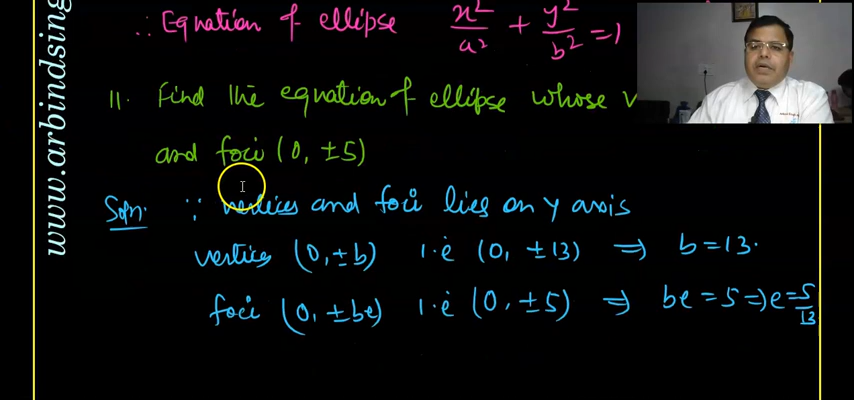 ∴ Equation of ellipse x²/a² + y²/b² = 1
11. Find the equation of ellipse whose v
and foci (0, ±5)
Soln. ∵ vertices and foci lies on y axis
vertices (0, ±b) i.e (0, ±13) ⇒ b = 13.
foci (0, ±be) i.e (0, ±5) ⇒ be = 5 ⇒ e = 5/13
www.arbindsing